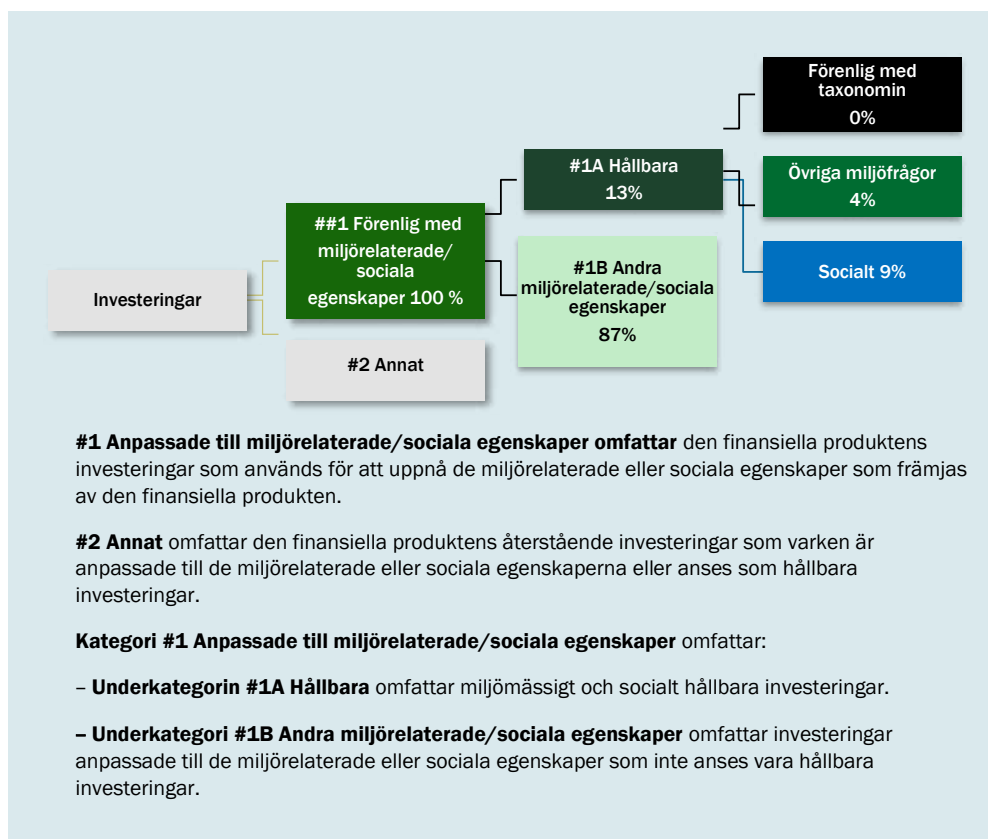 Förenlig med
taxonomin
0%
#1A Hållbara
13%
Övriga miljöfrågor
4%
##1 Förenlig med
miljörelaterade/
sociala
egenskaper 100 %
#1B Andra
miljörelaterade/sociala
egenskaper
87%
Socialt 9%
Investeringar
#2 Annat
#1 Anpassade till miljörelaterade/sociala egenskaper omfattar den finansiella produktens
investeringar som används för att uppnå de miljörelaterade eller sociala egenskaper som främjas
av den finansiella produkten.
#2 Annat omfattar den finansiella produktens återstående investeringar som varken är
anpassade till de miljörelaterade eller sociala egenskaperna eller anses som hållbara
investeringar.
Kategori #1 Anpassade till miljörelaterade/sociala egenskaper omfattar:
– Underkategorin #1A Hållbara omfattar miljömässigt och socialt hållbara investeringar.
– Underkategori #1B Andra miljörelaterade/sociala egenskaper omfattar investeringar
anpassade till de miljörelaterade eller sociala egenskaper som inte anses vara hållbara
investeringar.